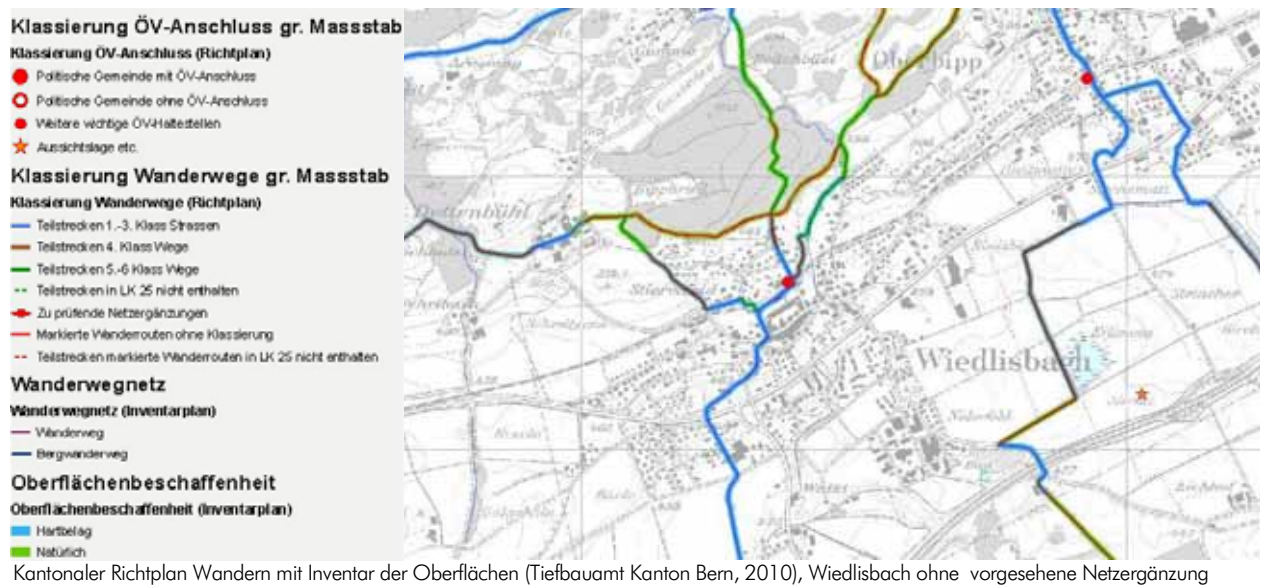 Klassierung ÖV-Anschluss gr. Massstab
Klassierung ÖV-Anschluss (Richtplan)
Politische Gemeinde mit ÖV-Anschluss
Politische Gemeinde ohne ÖV-Anschluss
Weitere wichtige ÖV-Haltestellen
Aussichtslage etc.
Klassierung Wanderwege gr. Massstab
Klassierung Wanderwege (Richtplan)
Teilstrecken 1.-3. Klass Strassen
Teilstrecken 4. Klass Wege
Teilstrecken 5.-6 Klass Wege
Teilstrecken in LK 25 nicht enthalten
Zu prüfende Netzergänzungen
Markierte Wanderrouten ohne Klassierung
Teilstrecken markierte Wanderrouten in LK 25 nicht enthalten
Wanderwegnetz
Wanderwegnetz (Inventarplan)
Wanderweg
Bergwanderweg
Oberflächenbeschaffenheit
Oberflächenbeschaffenheit (Inventarplan)
Hartbelag
Natürlich
Oberbipp
Dettenbühl
Wiedlisbach
Kantonaler Richtplan Wandern mit Inventar der Oberflächen (Tiefbauamt Kanton Bern, 2010), Wiedlisbach ohne vorgesehene Netzergänzung